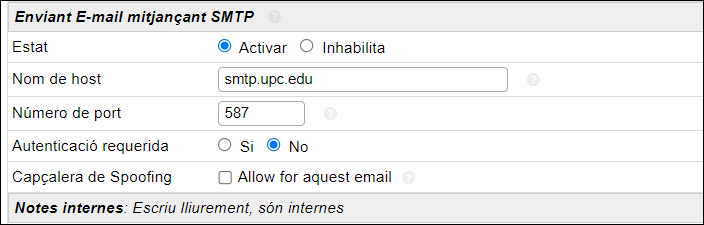 Enviant E-mail mitjançant SMTP ?
Estat Activar Inhabilita
Nom de host smtp.upc.edu ?
Número de port 587 ?
Autenticació requerida Si No
Capçalera de Spoofing Allow for aquest email ?
Notes internes: Escriu lliurement, són internes